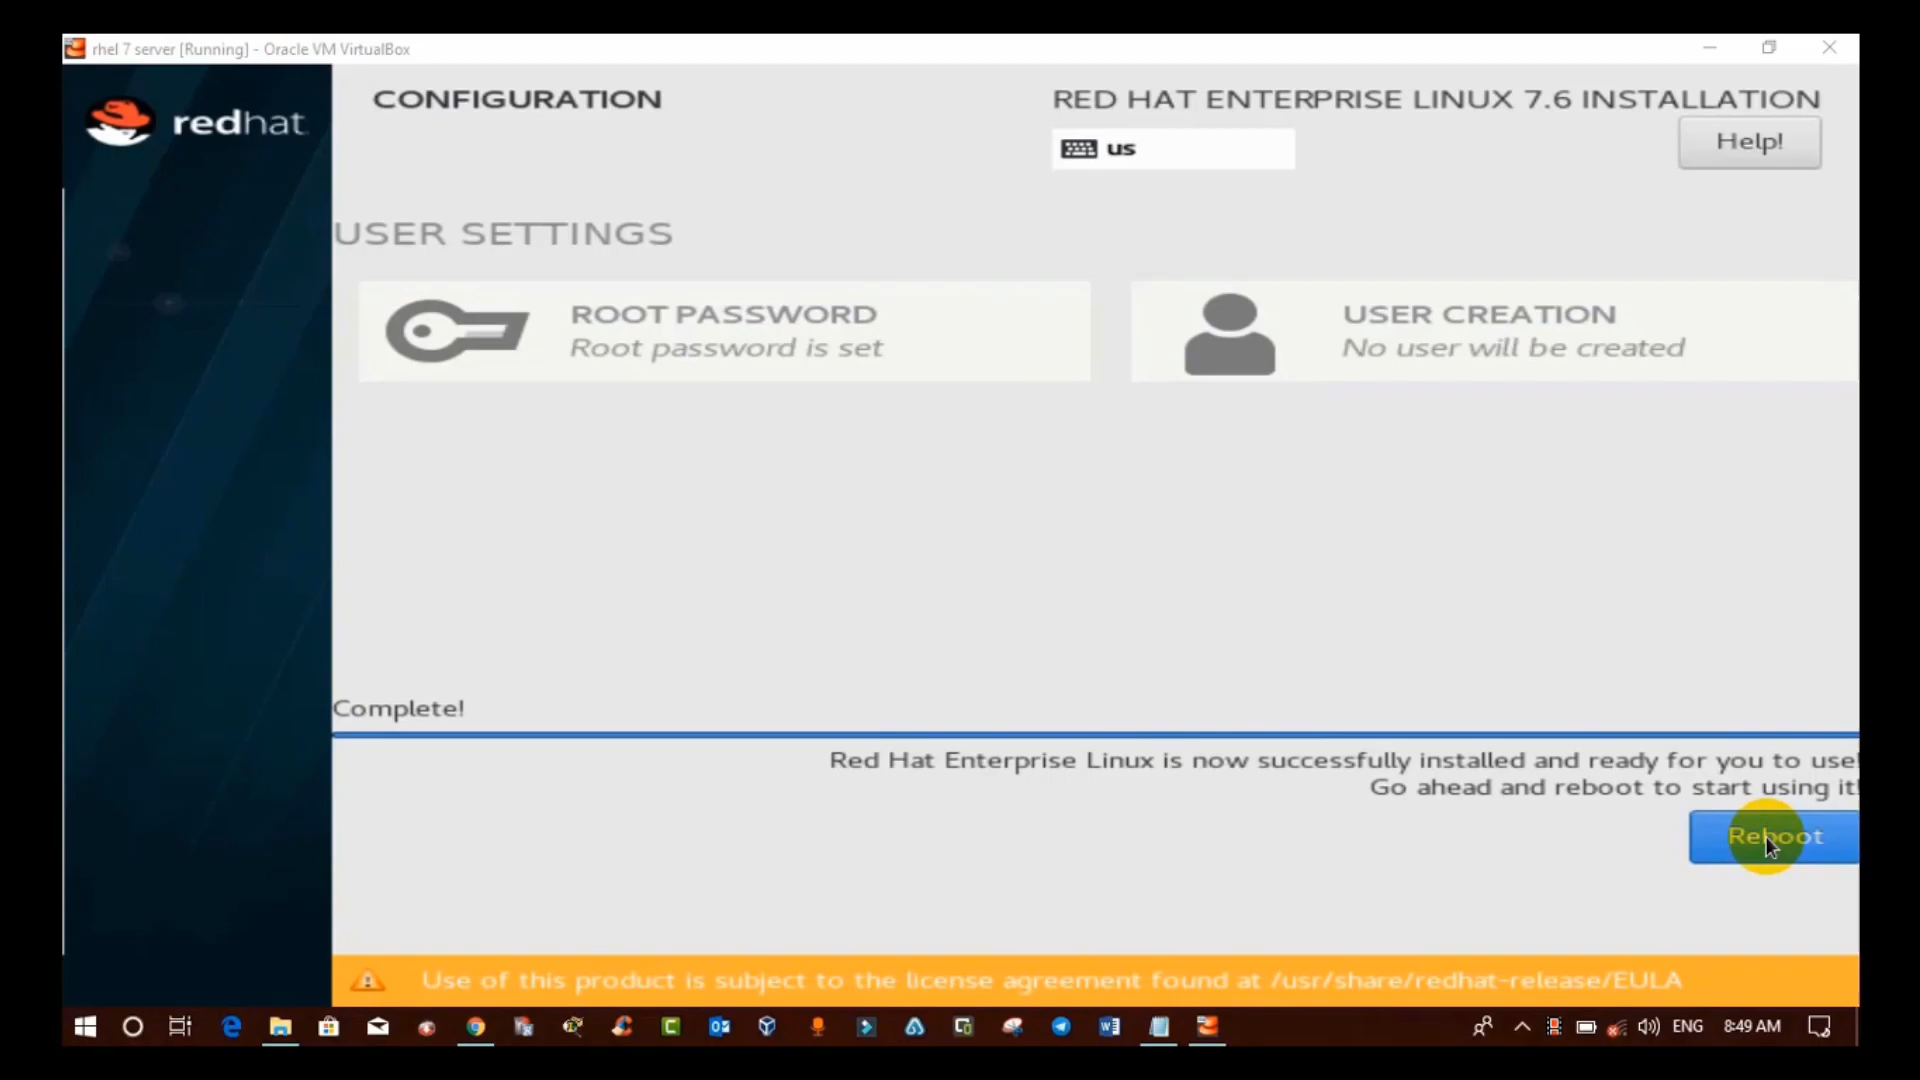 rhel 7 server [Running] - Oracle VM VirtualBox
redhat.
CONFIGURATION
RED HAT ENTERPRISE LINUX 7.6 INSTALLATION
us
Help!
USER SETTINGS
ROOT PASSWORD
Root password is set
USER CREATION
No user will be created
Complete!
Red Hat Enterprise Linux is now successfully installed and ready for you to use!
Go ahead and reboot to start using it!
Reboot
Use of this product is subject to the license agreement found at /usr/share/redhat-release/EULA
ENG
8:49 AM